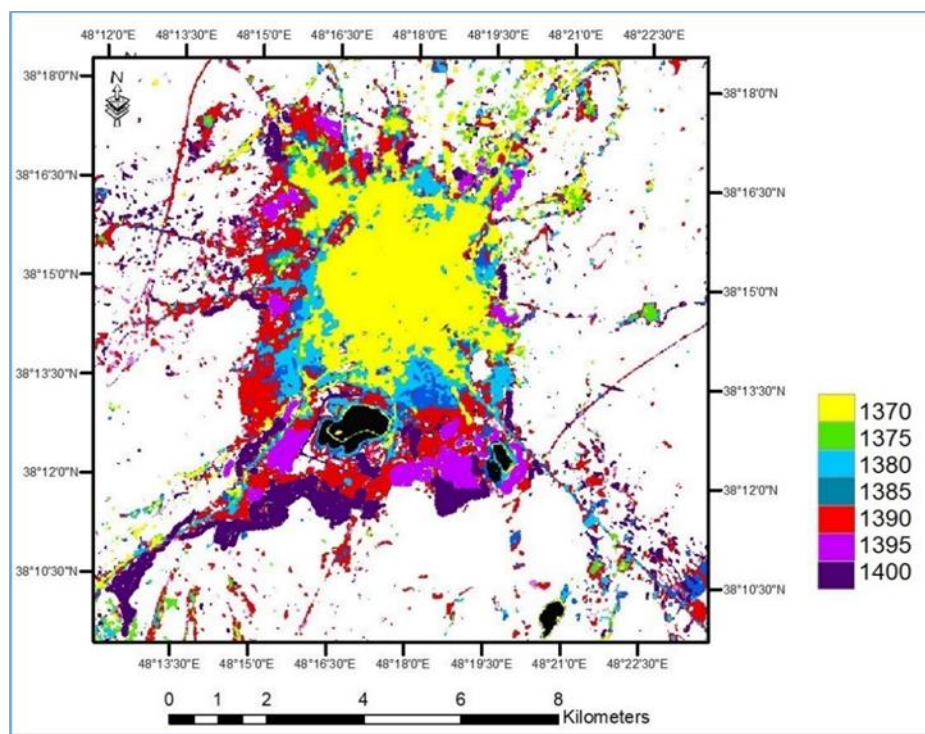 48°12'0"E 48°13'30"E 48°15'0"E 48°16'30"E 48°18'0"E 48°19'30"E 48°21'0"E 48°22'30"E
N
38°18'0"N 38°18'0"N
38°16'30"N 38°16'30"N
38°15'0"N 38°15'0"N
38°13'30"N 38°13'30"N
38°12'0"N 38°12'0"N
38°10'30"N 38°10'30"N
1370
1375
1380
1385
1390
1395
1400
48°13'30"E 48°15'0"E 48°16'30"E 48°18'0"E 48°19'30"E 48°21'0"E 48°22'30"E
0 1 2 4 6 8
Kilometers